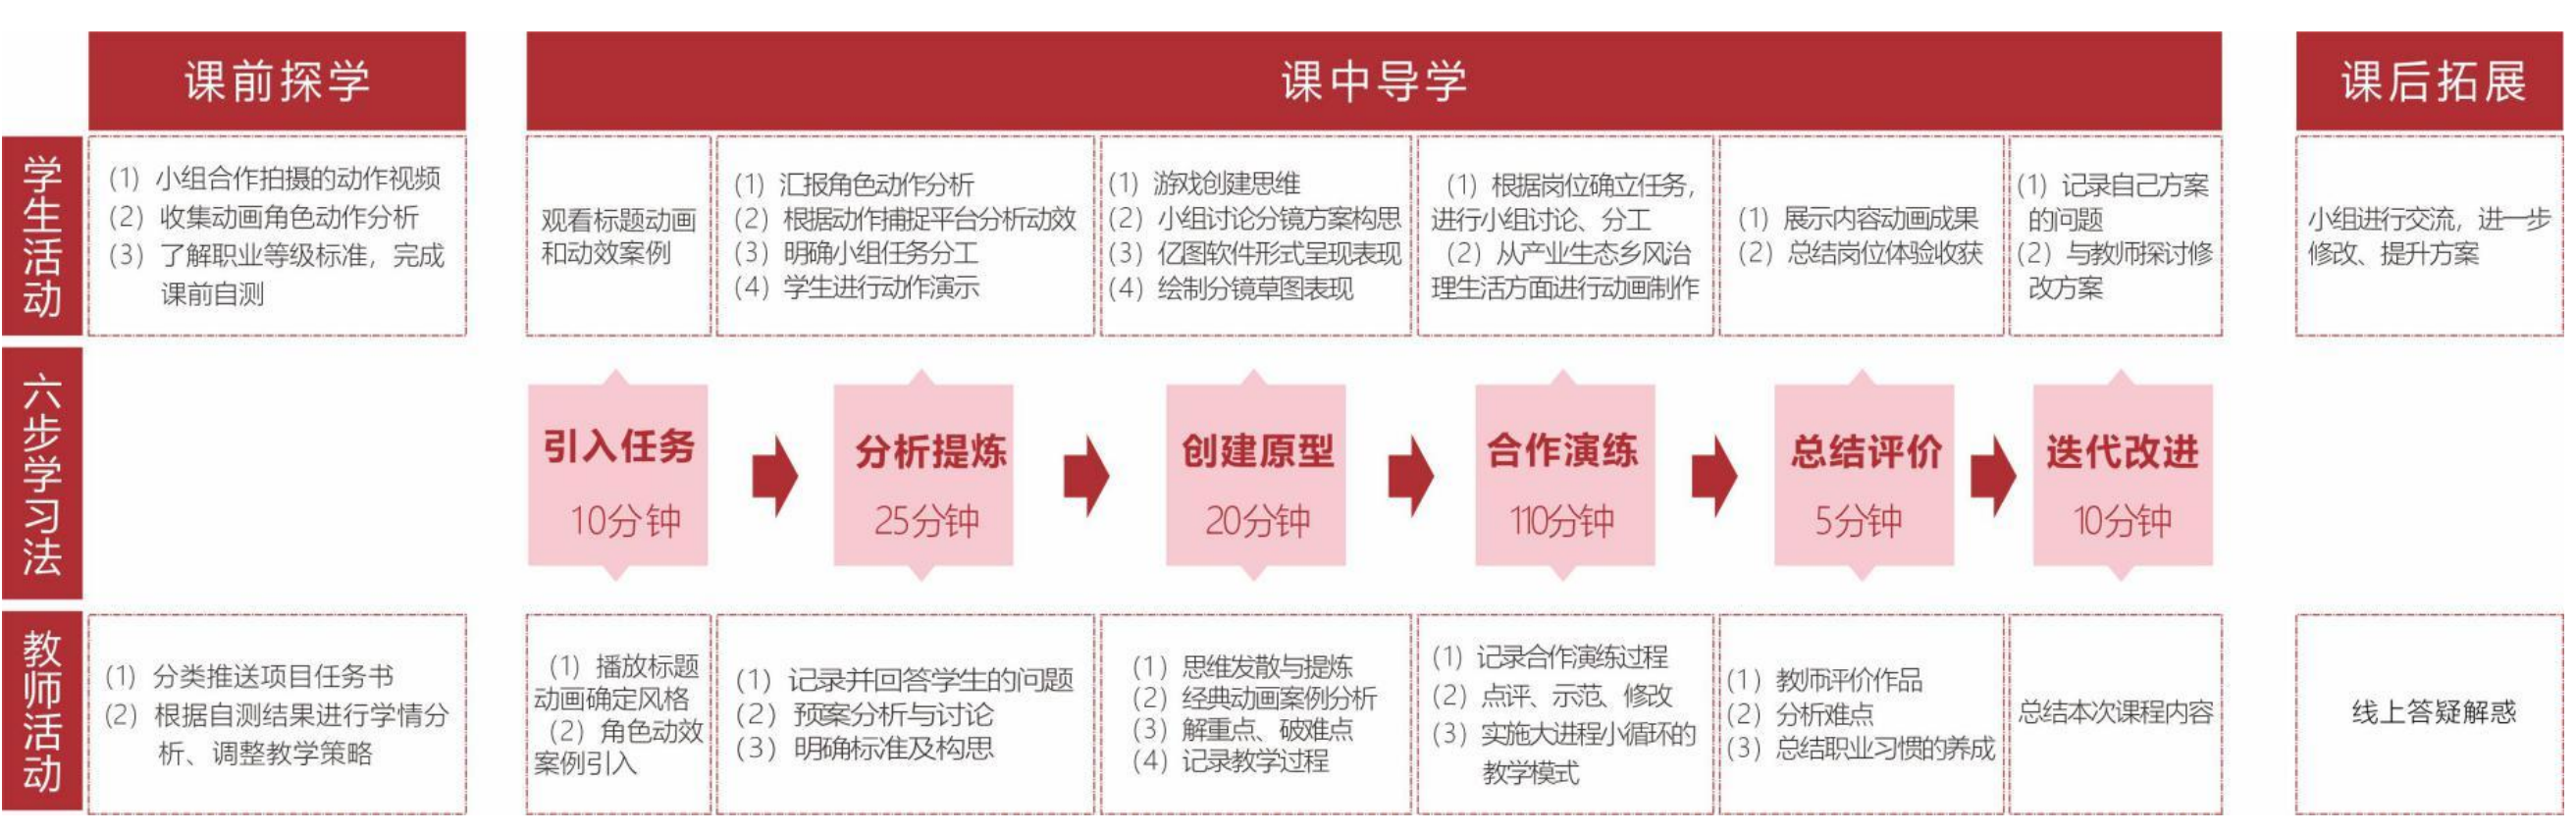 课前探学
课中导学
课后拓展
学生活动
(1) 小组合作拍摄的动作视频
(2) 收集动画角色动作分析
(3) 了解职业等级标准，完成
课前自测
观看标题动画
和动效案例
(1) 汇报角色动作分析
(2) 根据动作捕捉平台分析动效
(3) 明确小组任务分工
(4) 学生进行动作演示
(1) 游戏创建思维
(2) 小组讨论分镜方案构思
(3) 亿图软件形式呈现表现
(4) 绘制分镜草图表现
(1) 根据岗位确立任务，
进行小组讨论、分工
(2) 从产业生态乡风治
理生活方面进行动画制作
(1) 展示内容动画成果
(2) 总结岗位体验收获
(1) 记录自己方案
的问题
(2) 与教师探讨修
改方案
小组进行交流，进一步
修改、提升方案
六步学习法
引入任务
10分钟
分析提炼
25分钟
创建原型
20分钟
合作演练
110分钟
总结评价
5分钟
迭代改进
10分钟
教师活动
(1) 分类推送项目任务书
(2) 根据自测结果进行学情分
析、调整教学策略
(1) 播放标题
动画确定风格
(2) 角色动效
案例引入
(1) 记录并回答学生的问题
(2) 预案分析与讨论
(3) 明确标准及构思
(1) 思维发散与提炼
(2) 经典动画案例分析
(3) 解重点、破难点
(4) 记录教学过程
(1) 记录合作演练过程
(2) 点评、示范、修改
(3) 实施大进程小循环的
教学模式
(1) 教师评价作品
(2) 分析难点
(3) 总结职业习惯的养成
总结本次课程内容
线上答疑解惑